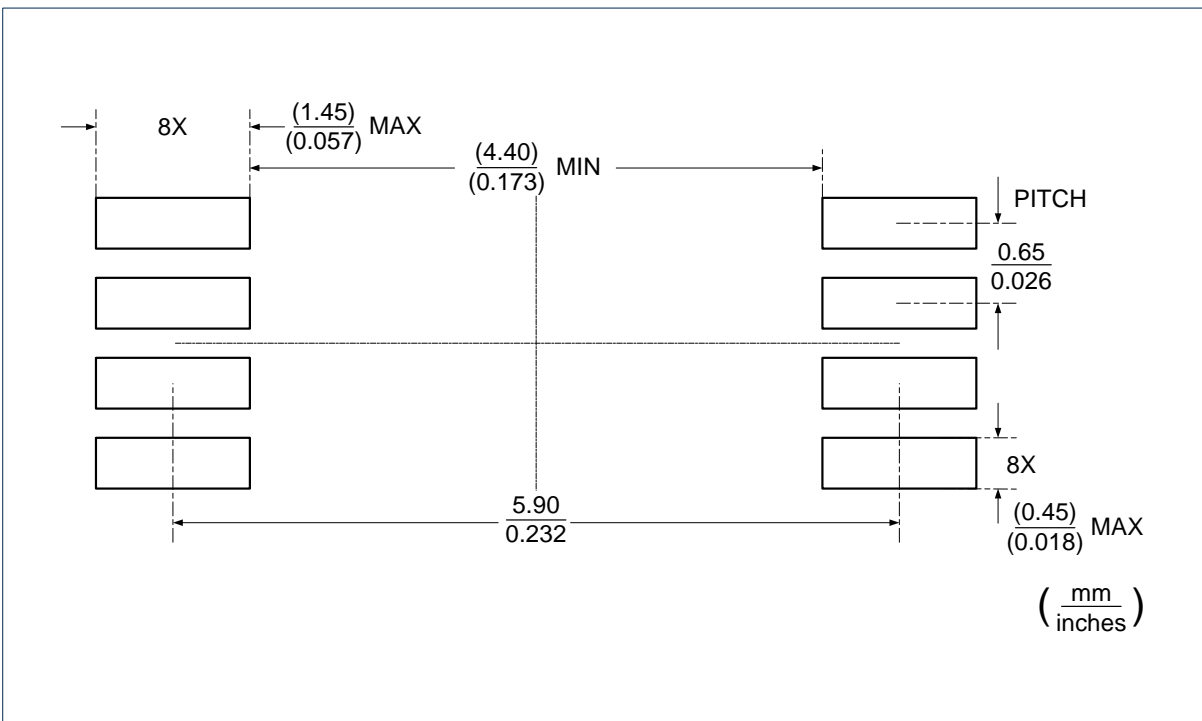 8X
(1.45)
(0.057)
MAX
(4.40)
(0.173)
MIN
PITCH
0.65
0.026
8X
(0.45)
(0.018)
MAX
5.90
0.232
(mm
inches)